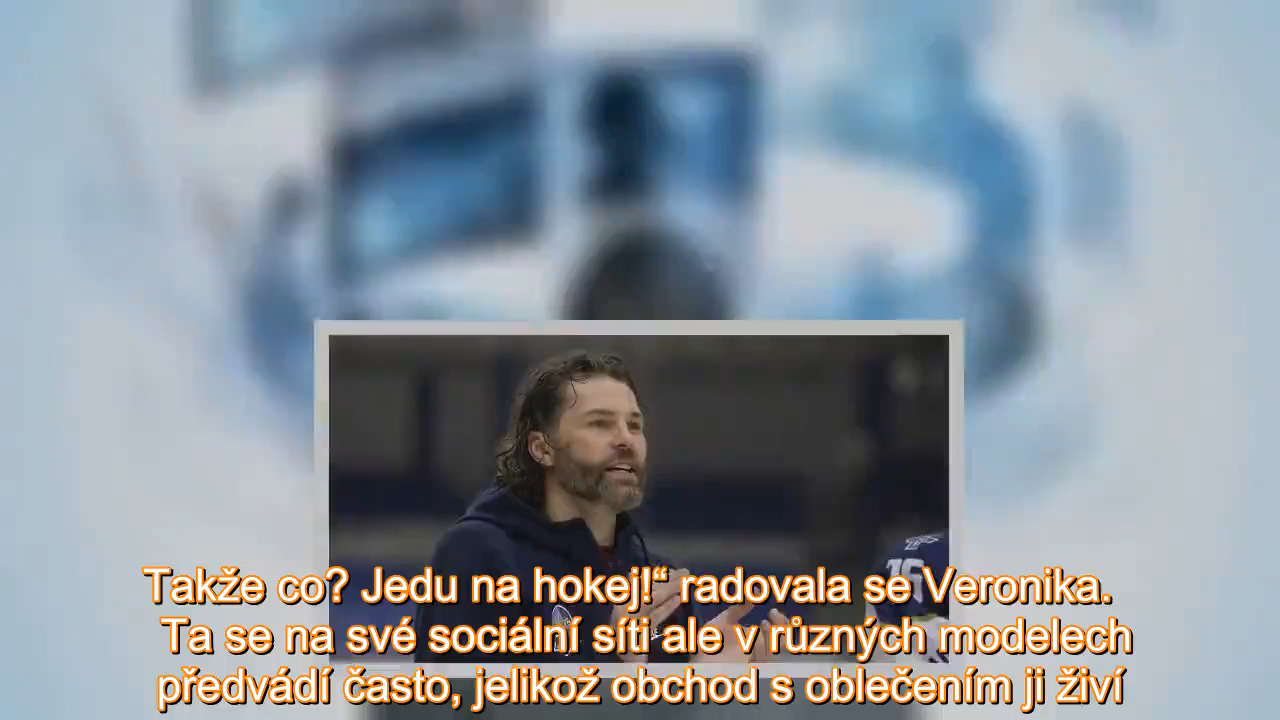 Takže co? Jedu na hokej!“ radovala se Veronika.
Ta se na své sociální síti ale v různých modelech
předvádí často, jelikož obchod s oblečením ji živí